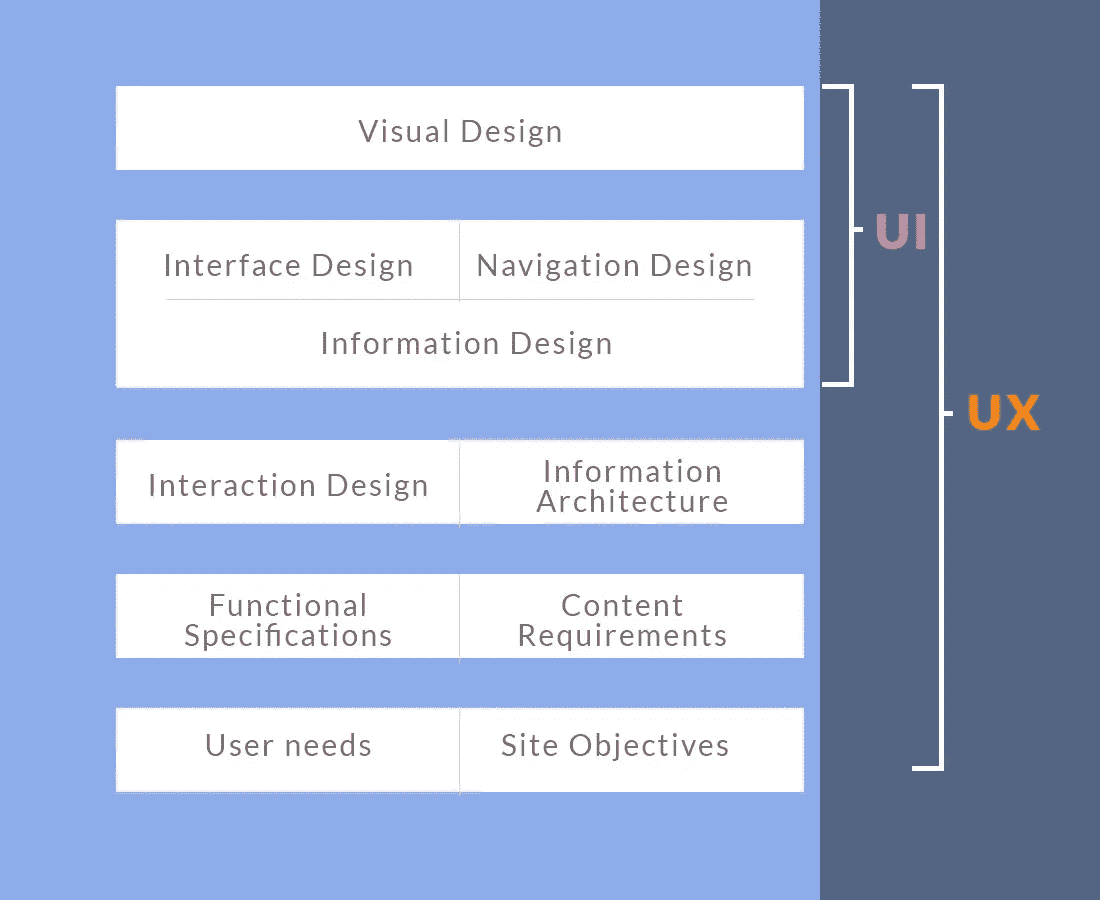 Visual Design
UI
Interface Design
Navigation Design
Information Design
UX
Interaction Design
Information
Architecture
Functional
Specifications
Content
Requirements
User needs
Site Objectives